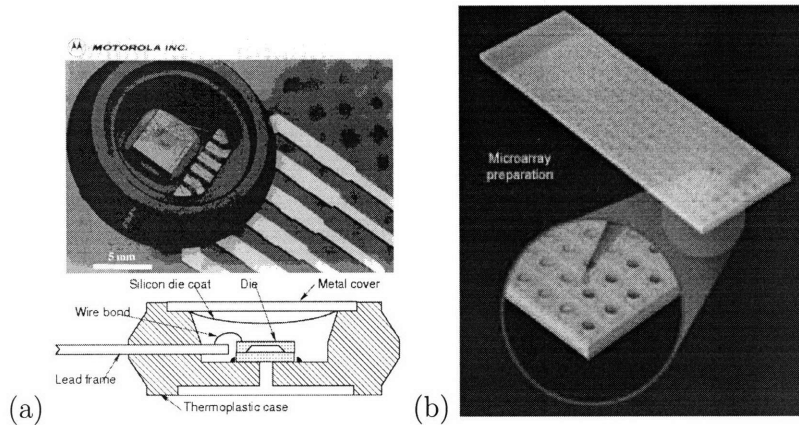 MOTOROLA INC.
5 mm
Silicon die coat
Die
Metal cover
Wire bond
Lead frame
Thermoplastic case
(a)
Microarray
preparation
(b)